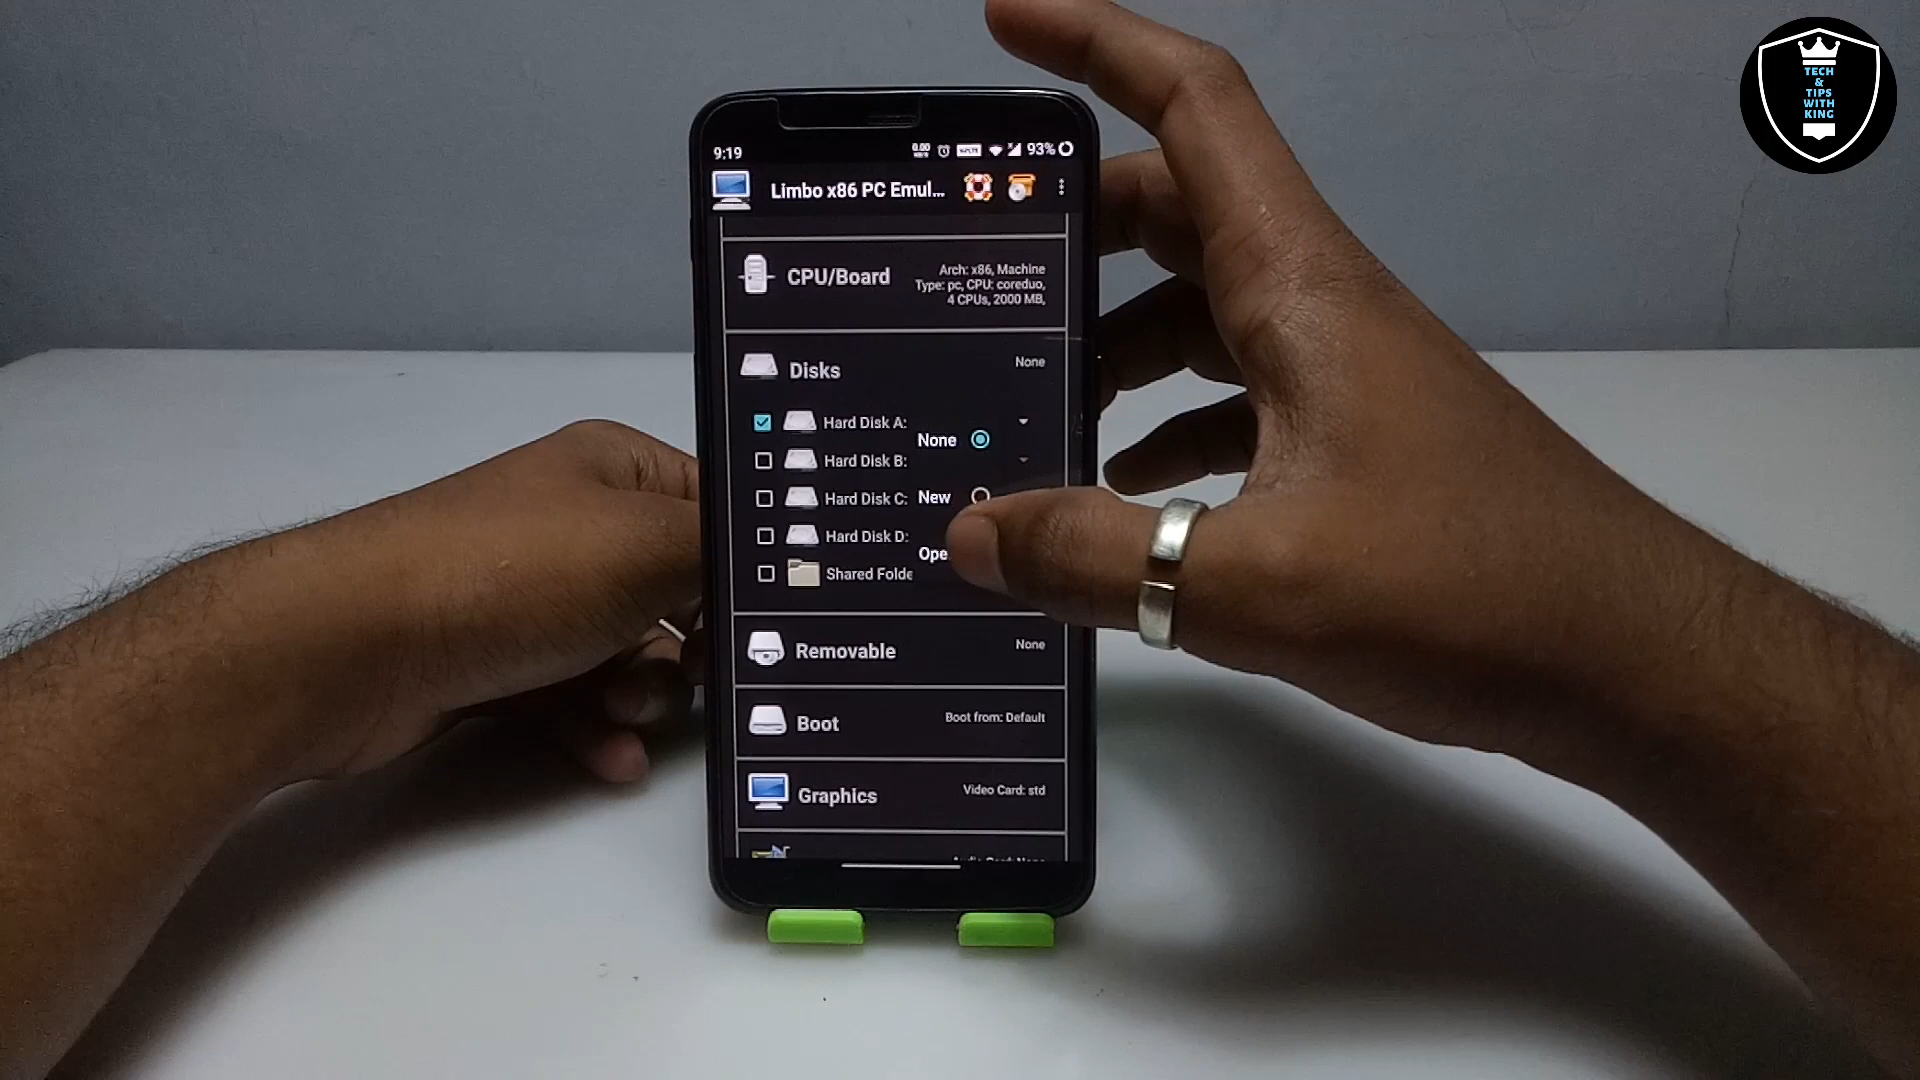 TECH
&
TIPS
WITH
KING
9:19
0.00
93%
Limbo x86 PC Emul...
CPU/Board
Arch: x86, Machine
Type: pc, CPU: coreduo,
4 CPUs, 2000 MB,
Disks
None
Hard Disk A:
None
Hard Disk B:
Hard Disk C:
New
Hard Disk D:
Ope
Shared Folde
Removable
None
Boot
Boot from: Default
Graphics
Video Card: std